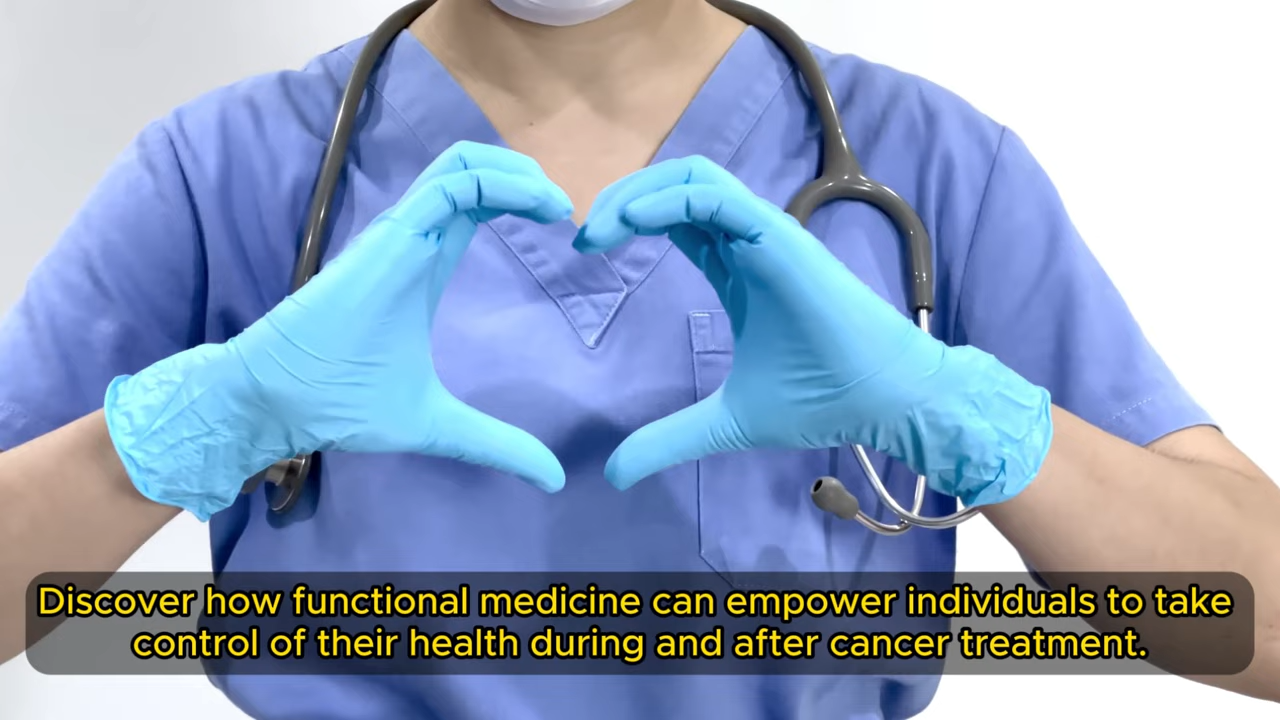 Discover how functional medicine can empower individuals to take
control of their health during and after cancer treatment.